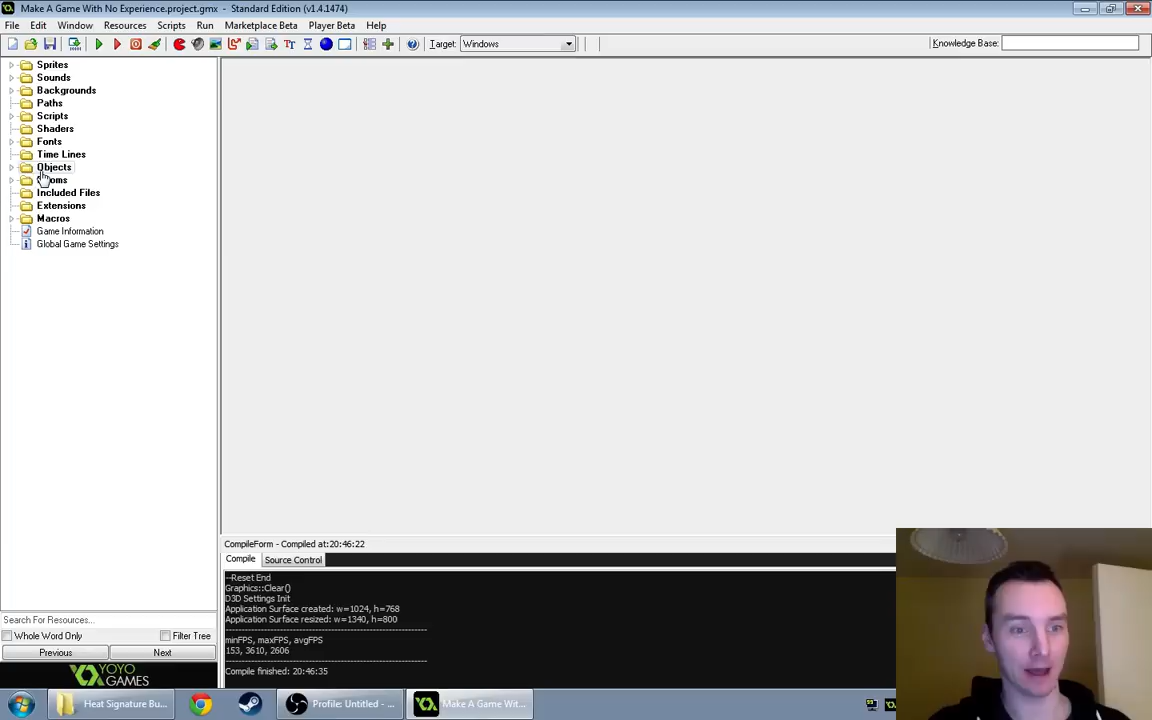 Make A Game With No Experience.project.gmx - Standard Edition (v1.4.1474)
File Edit Window Resources Scripts Run Marketplace Beta Player Beta Help
Target: Windows
Knowledge Base:
Sprites
Sounds
Backgrounds
Paths
Scripts
Shaders
Fonts
Time Lines
Objects
Included Files
Extensions
Macros
Game Information
Global Game Settings
CompileForm - Compiled at:20:46:22
Compile Source Control
--Reset End
Graphics::Clear()
D3D Settings Init
Application Surface created: w=1024, h=768
Application Surface resized: w=1340, h=800
minFPS, maxFPS, avgFPS
153, 3610, 2606
Compile finished: 20:46:35
Search For Resources...
Whole Word Only Filter Tree
Previous Next
YOYO
GAMES
Heat Signature Bu...
Profile: Untitled - ...
Make A Game Wit...